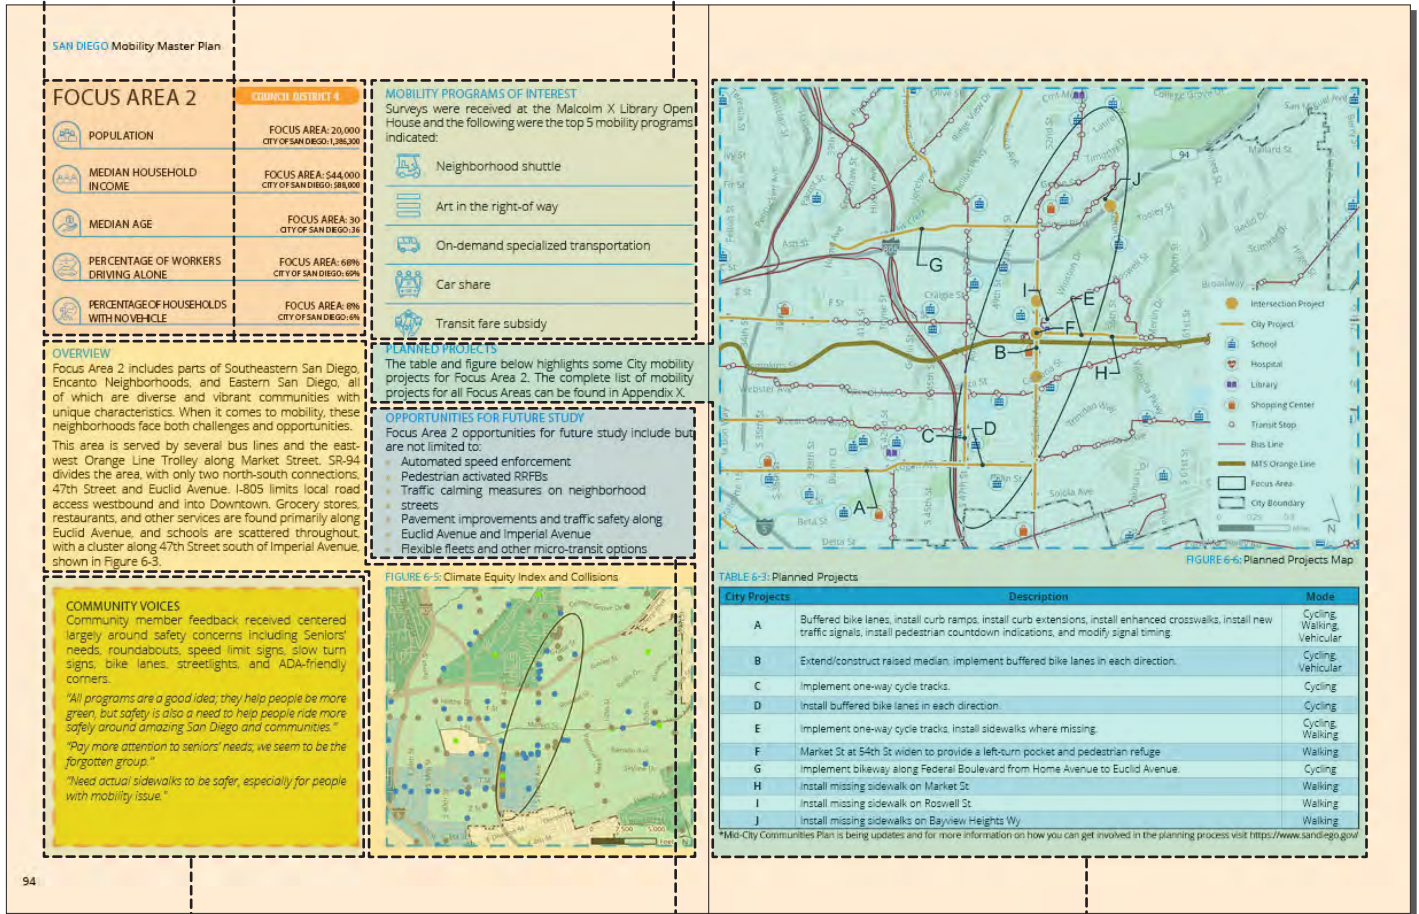 SAN DIEGO Mobility Master Plan
FOCUS AREA 2
COUNCIL DISTRICT 4
POPULATION
FOCUS AREA: 20,000
CITY OF SAN DIEGO: 1,386,300
MEDIAN HOUSEHOLD
INCOME
FOCUS AREA: $44,000
CITY OF SAN DIEGO: $88,000
MEDIAN AGE
FOCUS AREA: 30
CITY OF SAN DIEGO: 36
PERCENTAGE OF WORKERS
DRIVING ALONE
FOCUS AREA: 68%
CITY OF SAN DIEGO: 69%
PERCENTAGE OF HOUSEHOLDS
WITH NO VEHICLE
FOCUS AREA: 8%
CITY OF SAN DIEGO: 6%
OVERVIEW
Focus Area 2 includes parts of Southeastern San Diego,
Encanto Neighborhoods, and Eastern San Diego, all
of which are diverse and vibrant communities with
unique characteristics. When it comes to mobility, these
neighborhoods face both challenges and opportunities.
This area is served by several bus lines and the east-
west Orange Line Trolley along Market Street. SR-94
divides the area, with only two north-south connections,
47th Street and Euclid Avenue. I-805 limits local road
access westbound and into Downtown. Grocery stores,
restaurants, and other services are found primarily along
Euclid Avenue, and schools are scattered throughout,
with a cluster along 47th Street south of Imperial Avenue,
shown in Figure 6-3.
COMMUNITY VOICES
Community member feedback received centered
largely around safety concerns including Seniors'
needs, roundabouts, speed limit signs, slow turn
signs, bike lanes, streetlights, and ADA-friendly
corners.
"All programs are a good idea; they help people be more
green, but safety is also a need to help people ride more
safely around amazing San Diego and communities."
"Pay more attention to seniors' needs; we seem to be the
forgotten group."
"Need actual sidewalks to be safer, especially for people
with mobility issue."
94
MOBILITY PROGRAMS OF INTEREST
Surveys were received at the Malcolm X Library Open
House and the following were the top 5 mobility programs
indicated:
Neighborhood shuttle
Art in the right-of way
On-demand specialized transportation
Car share
Transit fare subsidy
PLANNED PROJECTS
The table and figure below highlights some City mobility
projects for Focus Area 2. The complete list of mobility
projects for all Focus Areas can be found in Appendix X.
OPPORTUNITIES FOR FUTURE STUDY
Focus Area 2 opportunities for future study include but
are not limited to:
Automated speed enforcement
Pedestrian activated RRFBs
Traffic calming measures on neighborhood
streets
Pavement improvements and traffic safety along
Euclid Avenue and Imperial Avenue
Flexible fleets and other micro-transit options
FIGURE 6-5: Climate Equity Index and Collisions
G
J
I
E
F
B
H
C
D
A
94
Intersection Project
City Project
School
Hospital
Library
Shopping Center
Transit Stop
Bus Line
MTS Orange Line
Focus Area
City Boundary
FIGURE 6-6: Planned Projects Map
TABLE 6-3: Planned Projects
City Projects Description Mode
A Buffered bike lanes, install curb ramps, install curb extensions, install enhanced crosswalks, install new
traffic signals, install pedestrian countdown indications, and modify signal timing.
Cycling,
Walking,
Vehicular
B Extend/construct raised median, implement buffered bike lanes in each direction.
Cycling,
Vehicular
C Implement one-way cycle tracks. Cycling
D Install buffered bike lanes in each direction. Cycling
E Implement one-way cycle tracks, install sidewalks where missing.
Cycling,
Walking
F Market St at 54th St widen to provide a left-turn pocket and pedestrian refuge Walking
G Implement bikeway along Federal Boulevard from Home Avenue to Euclid Avenue. Cycling
H Install missing sidewalk on Market St Walking
I Install missing sidewalk on Roswell St Walking
J Install missing sidewalks on Bayview Heights Wy Walking
*Mid-City Communities Plan is being updates and for more information on how you can get involved in the planning process visit https://www.sandiego.gov/